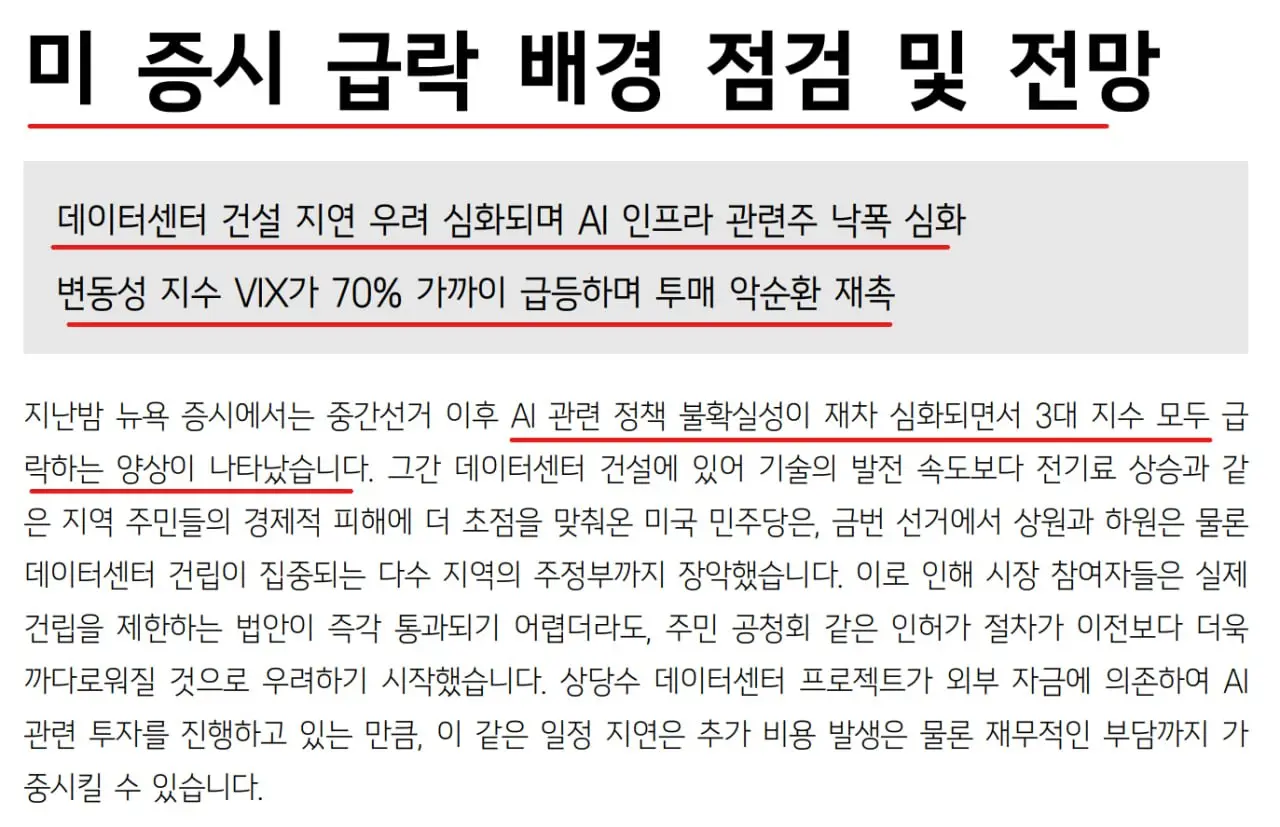 미 증시 급락 배경 점검 및 전망
데이터센터 건설 지연 우려 심화되며 AI 인프라 관련주 낙폭 심화
변동성 지수 VIX가 70% 가까이 급등하며 투매 악순환 재촉
지난밤 뉴욕 증시에서는 중간선거 이후 AI 관련 정책 불확실성이 재차 심화되면서 3대 지수 모두 급
락하는 양상이 나타났습니다. 그간 데이터센터 건설에 있어 기술의 발전 속도보다 전기료 상승과 같
은 지역 주민들의 경제적 피해에 더 초점을 맞춰온 미국 민주당은, 금번 선거에서 상원과 하원은 물론
데이터센터 건립이 집중되는 다수 지역의 주정부까지 장악했습니다. 이로 인해 시장 참여자들은 실제
건립을 제한하는 법안이 즉각 통과되기 어렵더라도, 주민 공청회 같은 인허가 절차가 이전보다 더욱
까다로워질 것으로 우려하기 시작했습니다. 상당수 데이터센터 프로젝트가 외부 자금에 의존하여 AI
관련 투자를 진행하고 있는 만큼, 이 같은 일정 지연은 추가 비용 발생은 물론 재무적인 부담까지 가
중시킬 수 있습니다.